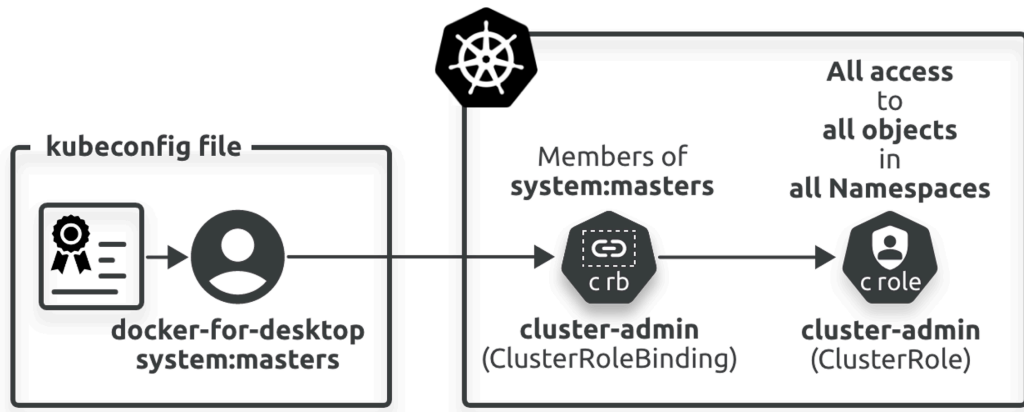 kubeconfig file
docker-for-desktop
system:masters
Members of
system:masters
c rb
cluster-admin
(ClusterRoleBinding)
All access
to
all objects
in
all Namespaces
c role
cluster-admin
(ClusterRole)